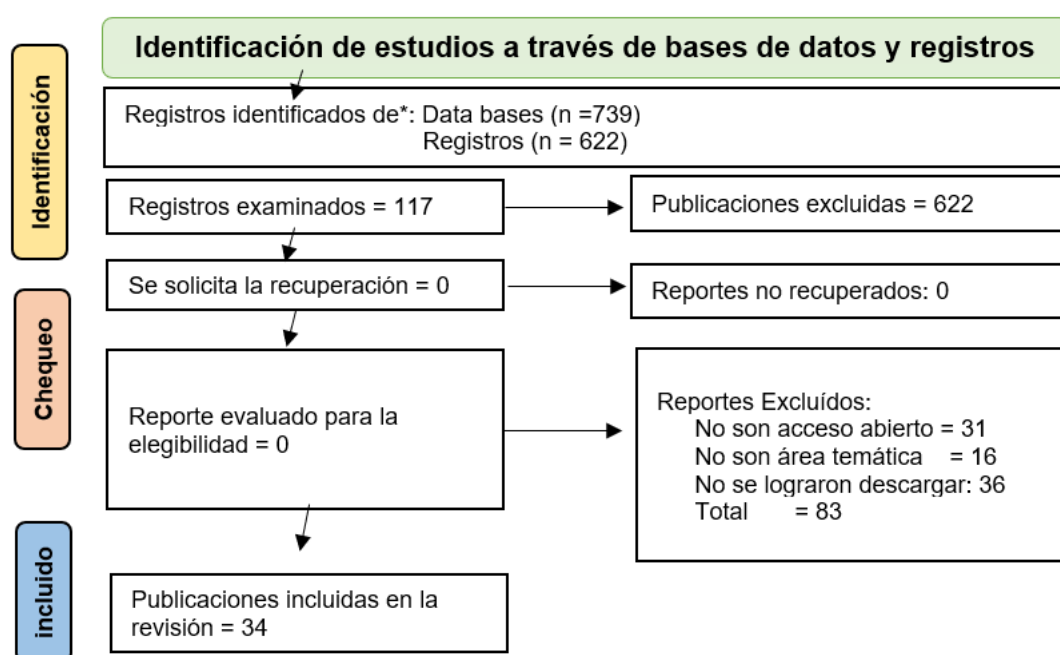 Identificación de estudios a través de bases de datos y registros
Identificación
Registros identificados de*: Data bases (n =739)
Registros (n = 622)
Registros examinados = 117
Publicaciones excluidas = 622
Chequeo
Se solicita la recuperación = 0
Reportes no recuperados: 0
Reporte evaluado para la
elegibilidad = 0
Reportes Excluídos:
No son acceso abierto = 31
No son área temática = 16
No se lograron descargar: 36
Total = 83
incluido
Publicaciones incluidas en la
revisión = 34